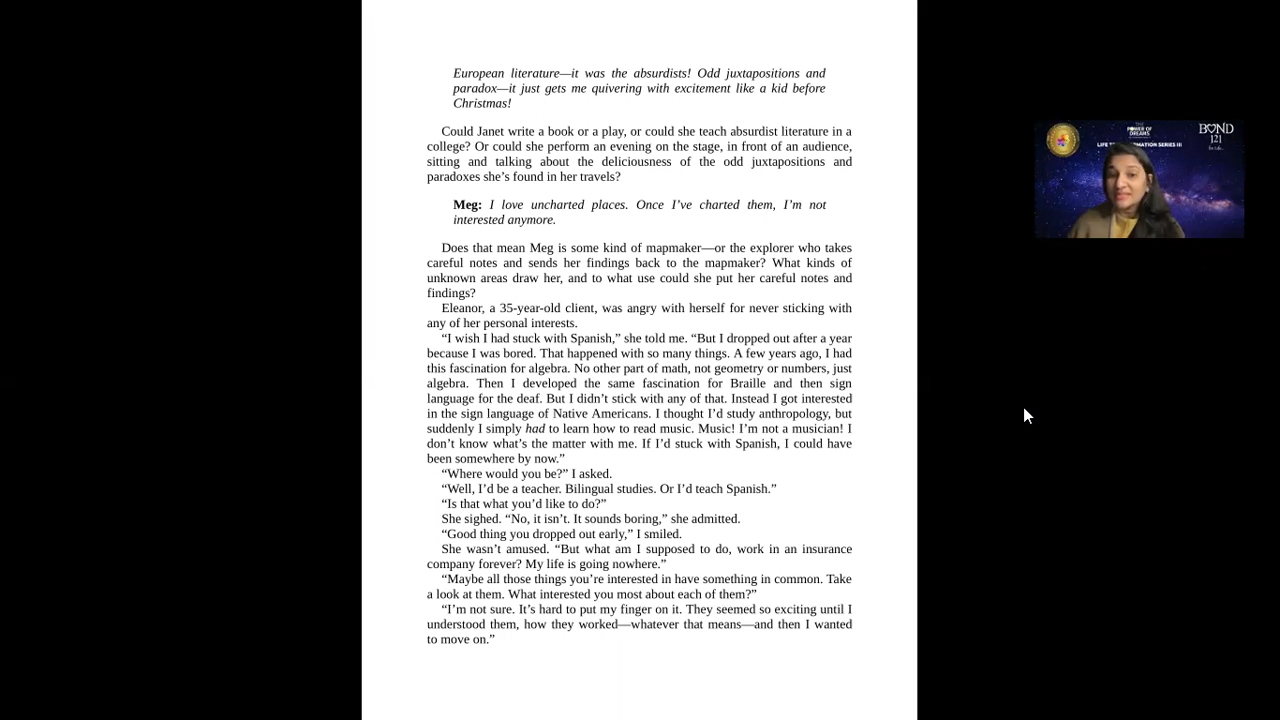 European literature—it was the absurdists! Odd juxtapositions and
paradox—it just gets me quivering with excitement like a kid before
Christmas!
Could Janet write a book or a play, or could she teach absurdist literature in a
college? Or could she perform an evening on the stage, in front of an audience,
sitting and talking about the deliciousness of the odd juxtapositions and
paradoxes she’s found in her travels?
Meg: I love uncharted places. Once I’ve charted them, I’m not
interested anymore.
Does that mean Meg is some kind of mapmaker—or the explorer who takes
careful notes and sends her findings back to the mapmaker? What kinds of
unknown areas draw her, and to what use could she put her careful notes and
findings?
Eleanor, a 35-year-old client, was angry with herself for never sticking with
any of her personal interests.
“I wish I had stuck with Spanish,” she told me. “But I dropped out after a year
because I was bored. That happened with so many things. A few years ago, I had
this fascination for algebra. No other part of math, not geometry or numbers, just
algebra. Then I developed the same fascination for Braille and then sign
language for the deaf. But I didn’t stick with any of that. Instead I got interested
in the sign language of Native Americans. I thought I’d study anthropology, but
suddenly I simply had to learn how to read music. Music! I’m not a musician! I
don’t know what’s the matter with me. If I’d stuck with Spanish, I could have
been somewhere by now.”
“Where would you be?” I asked.
“Well, I’d be a teacher. Bilingual studies. Or I’d teach Spanish.”
“Is that what you’d like to do?”
She sighed. “No, it isn’t. It sounds boring,” she admitted.
“Good thing you dropped out early,” I smiled.
She wasn’t amused. “But what am I supposed to do, work in an insurance
company forever? My life is going nowhere.”
“Maybe all those things you’re interested in have something in common. Take
a look at them. What interested you most about each of them?”
“I’m not sure. It’s hard to put my finger on it. They seemed so exciting until I
understood them, how they worked—whatever that means—and then I wanted
to move on.”
THE
POWER OF
DREAMS
LIFE SERIES III
BOND
121
for Life..